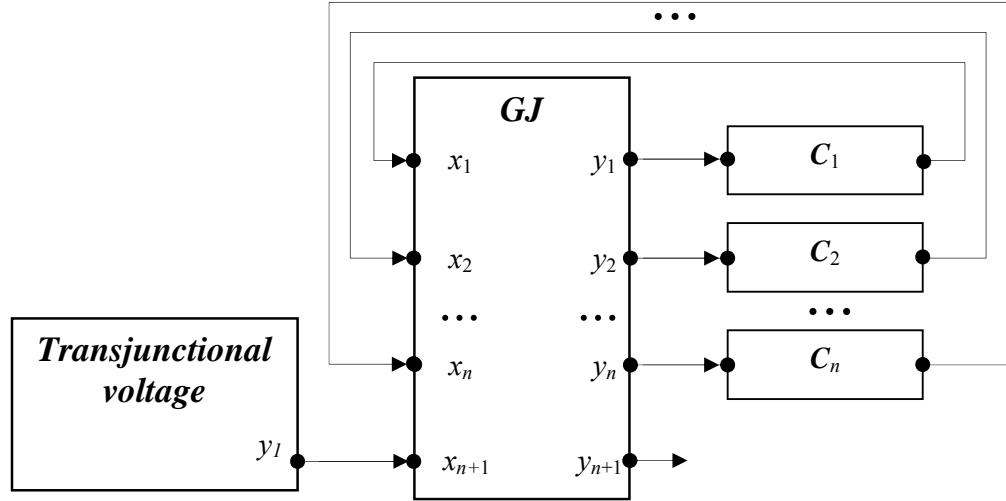 ...
GJ
x₁ y₁ C₁
x₂ y₂ C₂
... ... ...
Transjunctional
voltage
xₙ yₙ Cₙ
y₁ xₙ₊₁ yₙ₊₁